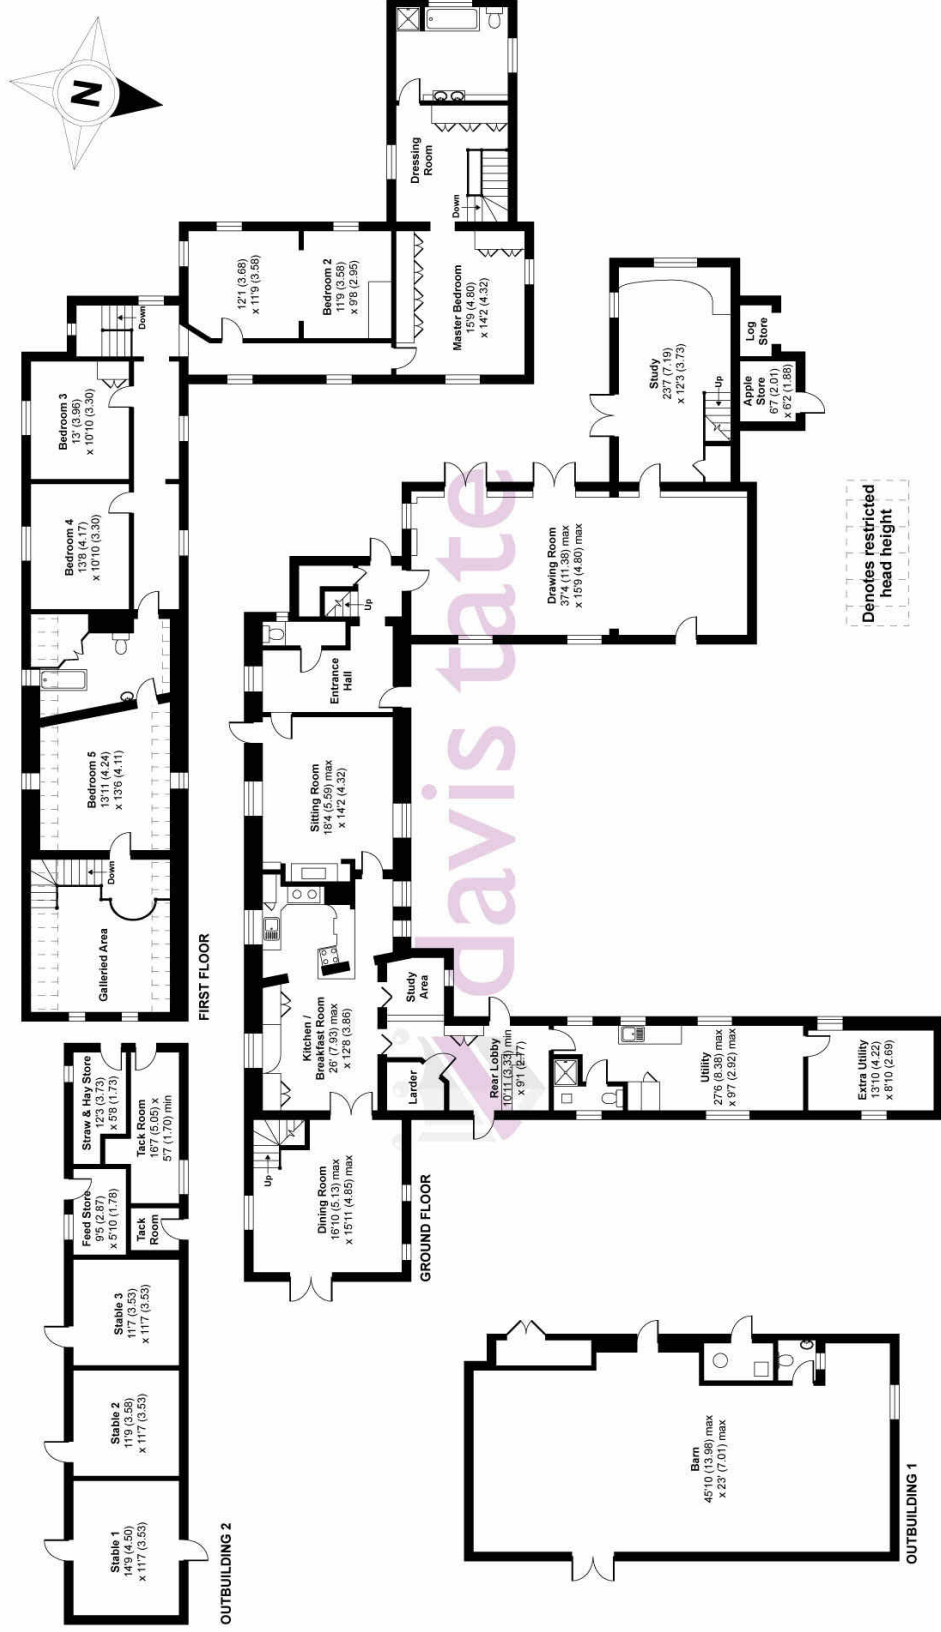 N
Dressing
Room
Down
12'1 (3.68)
x 11'9 (3.58)
Bedroom 2
11'9 (3.58)
x 9'8 (2.95)
Master Bedroom
15'9 (4.80)
x 14'2 (4.32)
Down
Bedroom 3
13' (3.96)
x 10'10 (3.30)
Bedroom 4
13'8 (4.17)
x 10'10 (3.30)
Bedroom 5
13'11 (4.24)
x 13'6 (4.11)
Down
Galleried Area
FIRST FLOOR
Study
23'7 (7.19)
x 12'3 (3.73)
Up
Log
Store
Apple
Store
6'7 (2.01)
x 6'2 (1.88)
Drawing Room
37'4 (11.38) max
x 15'9 (4.80) max
Up
Entrance
Hall
Sitting Room
18'4 (5.59) max
x 14'2 (4.32)
Kitchen /
Breakfast Room
26' (7.93) max
x 12'8 (3.86)
Study
Area
Larder
Rear Lobby
10'11 (3.33) min
x 9'1 (2.77)
Utility
27'6 (8.38) max
x 9'7 (2.92) max
Extra Utility
13'10 (4.22)
x 8'10 (2.69)
Up
Dining Room
16'10 (5.13) max
x 15'11 (4.85) max
GROUND FLOOR
Denotes restricted
head height
davis tate
Straw & Hay Store
12'3 (3.73)
x 5'8 (1.73)
Tack Room
16'7 (5.05) x
5'7 (1.70) min
Feed Store
9'5 (2.87)
x 5'10 (1.78)
Tack
Room
Stable 3
11'7 (3.53)
x 11'7 (3.53)
Stable 2
11'9 (3.58)
x 11'7 (3.53)
Stable 1
14'9 (4.50)
x 11'7 (3.53)
OUTBUILDING 2
Barn
45'10 (13.98) max
x 23' (7.01) max
OUTBUILDING 1